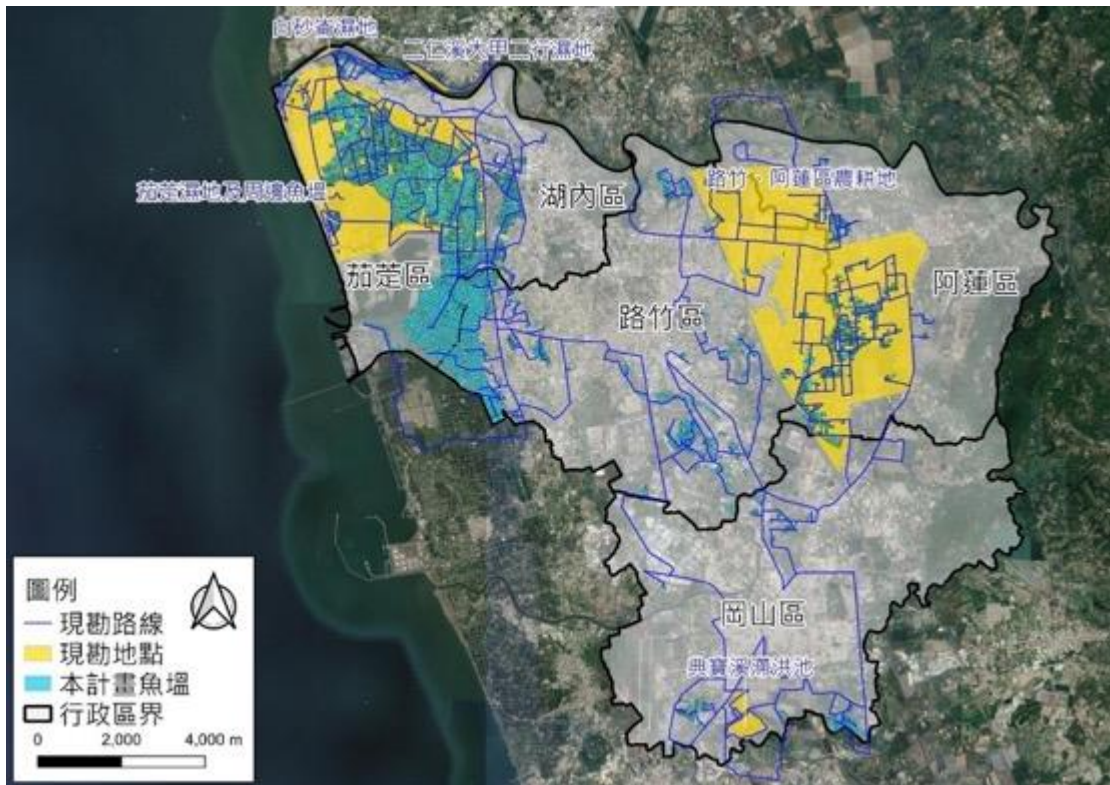 白砂崙濕地
二仁溪大甲二行濕地
茄萣濕地及周邊魚塭
湖內區
路竹、阿蓮區農耕地
茄萣區
路竹區
阿蓮區
岡山區
典寶溪滯洪池
圖例
現勘路線
現勘地點
本計畫魚塭
行政區界
0 2,000 4,000 m